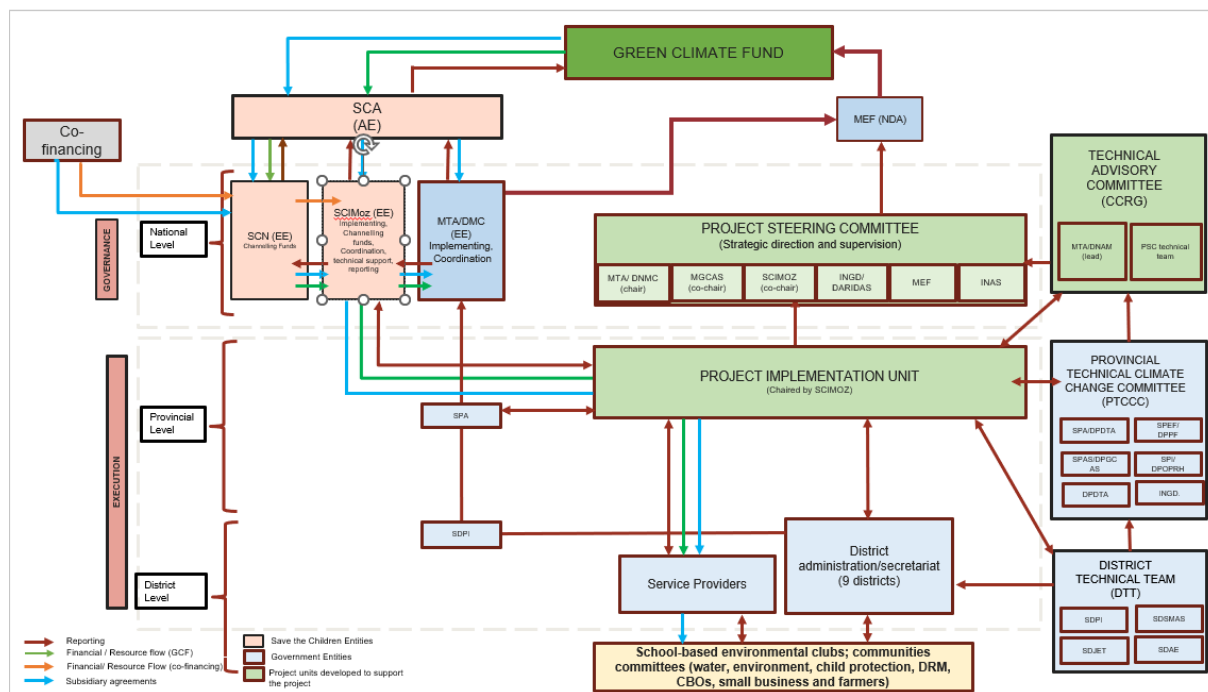 GREEN CLIMATE FUND
SCA
(AE)
MEF (NDA)
Co-
financing
TECHNICAL
ADVISORY
COMMITTEE
(CCRG)
MTA/DNAM
(lead)
PSC technical
team
GOVERNANCE
National
Level
SCN (EE)
Channelling Funds
SCIMoz (EE)
Implementing,
Channelling
funds,
Coordination,
technical support,
reporting
MTA/DMC
(EE)
Implementing,
Coordination
PROJECT STEERING COMMITTEE
(Strategic direction and supervision)
MTA/ DNMC
(chair)
MGCAS
(co-chair)
SCIMOZ
(co-chair)
INGD/
DARIDAS
MEF
INAS
EXECUTION
Provincial
Level
PROJECT IMPLEMENTATION UNIT
(Chaired by SCIMOZ)
SPA
PROVINCIAL
TECHNICAL CLIMATE
CHANGE COMMITTEE
(PTCCC)
SPA/DPDTA
SPEF/
DPPF
SPAS/DPGC
AS
SPI/
DPOPRH
DPDTA
INGD.
SDPI
District
Level
Service Providers
District
administration/secretariat
(9 districts)
DISTRICT
TECHNICAL TEAM
(DTT)
SDPI
SDSMAS
SDJET
SDAE
School-based environmental clubs; communities
committees (water, environment, child protection, DRM,
CBOs, small business and farmers)
Reporting
Financial / Resource flow (GCF)
Financial/ Resource Flow (co-financing)
Subsidiary agreements
Save the Children Entities
Government Entities
Project units developed to support
the project